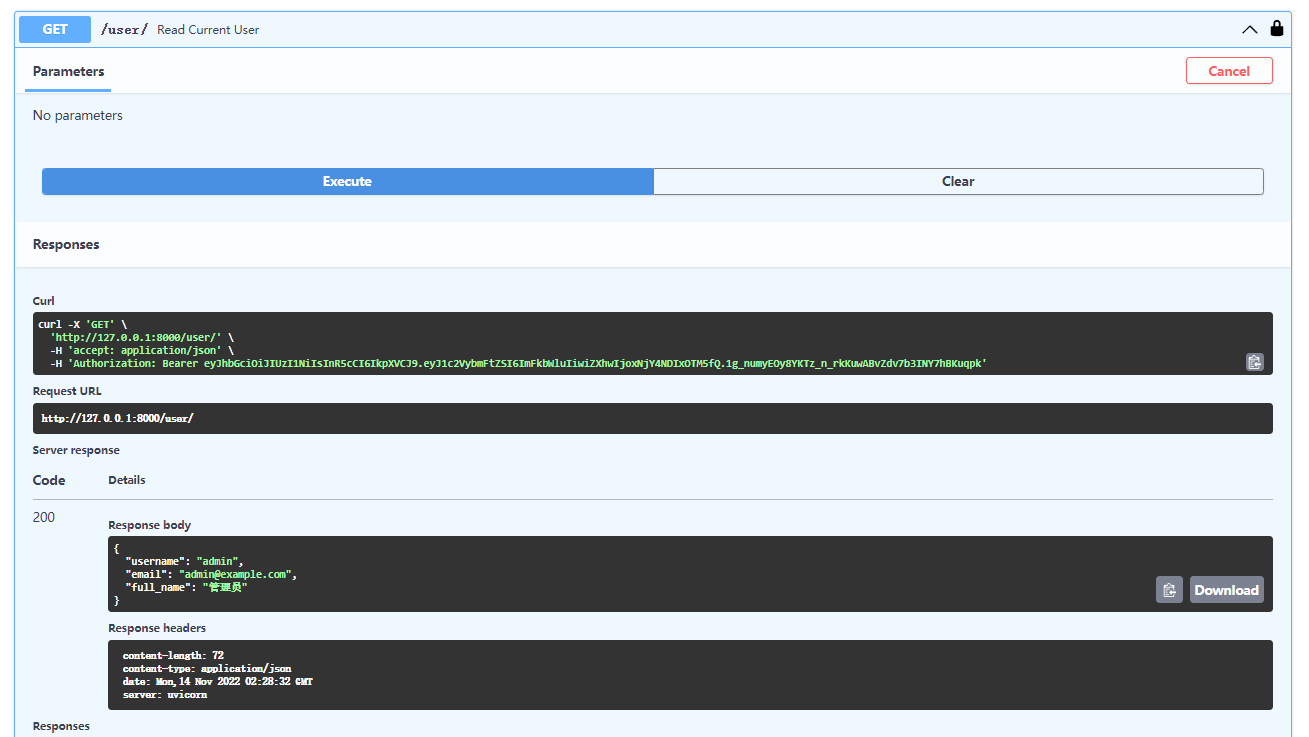 GET /user/ Read Current User
Parameters
Cancel
No parameters
Execute
Clear
Responses
Curl
curl -X 'GET' \
'http://127.0.0.1:8000/user/' \
-H 'accept: application/json' \
-H 'Authorization: Bearer eyJhbGciOiJIUzI1NiIsInR5cCI6IkpXVCJ9.eyJ1c2VybmFtZSI6ImFkbWluIiwiZXhwIjoxNjY4NDIxOTM5fQ.1g_numyEOy8YKTz_n_rkKuwABvZdv7b3INY7hBKuqpk'
Request URL
http://127.0.0.1:8000/user/
Server response
Code Details
200
Response body
{
"username": "admin",
"email": "admin@example.com",
"full_name": "管理员"
}
Download
Response headers
content-length: 72
content-type: application/json
date: Mon,14 Nov 2022 02:28:32 GMT
server: uvicorn
Responses